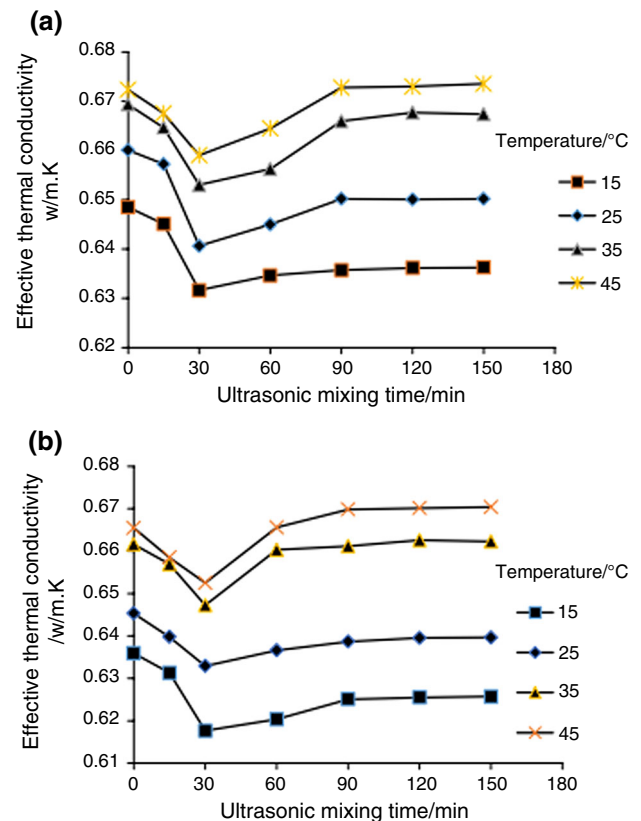 (a)
Effective thermal conductivity
w/m.K
0.68
0.67
0.66
0.65
0.64
0.63
0.62
0 30 60 90 120 150 180
Ultrasonic mixing time/min
Temperature/°C
15
25
35
45
(b)
Effective thermal conductivity
/w/m.K
0.68
0.67
0.66
0.65
0.64
0.63
0.62
0.61
0 30 60 90 120 150 180
Ultrasonic mixing time/min
Temperature/°C
15
25
35
45